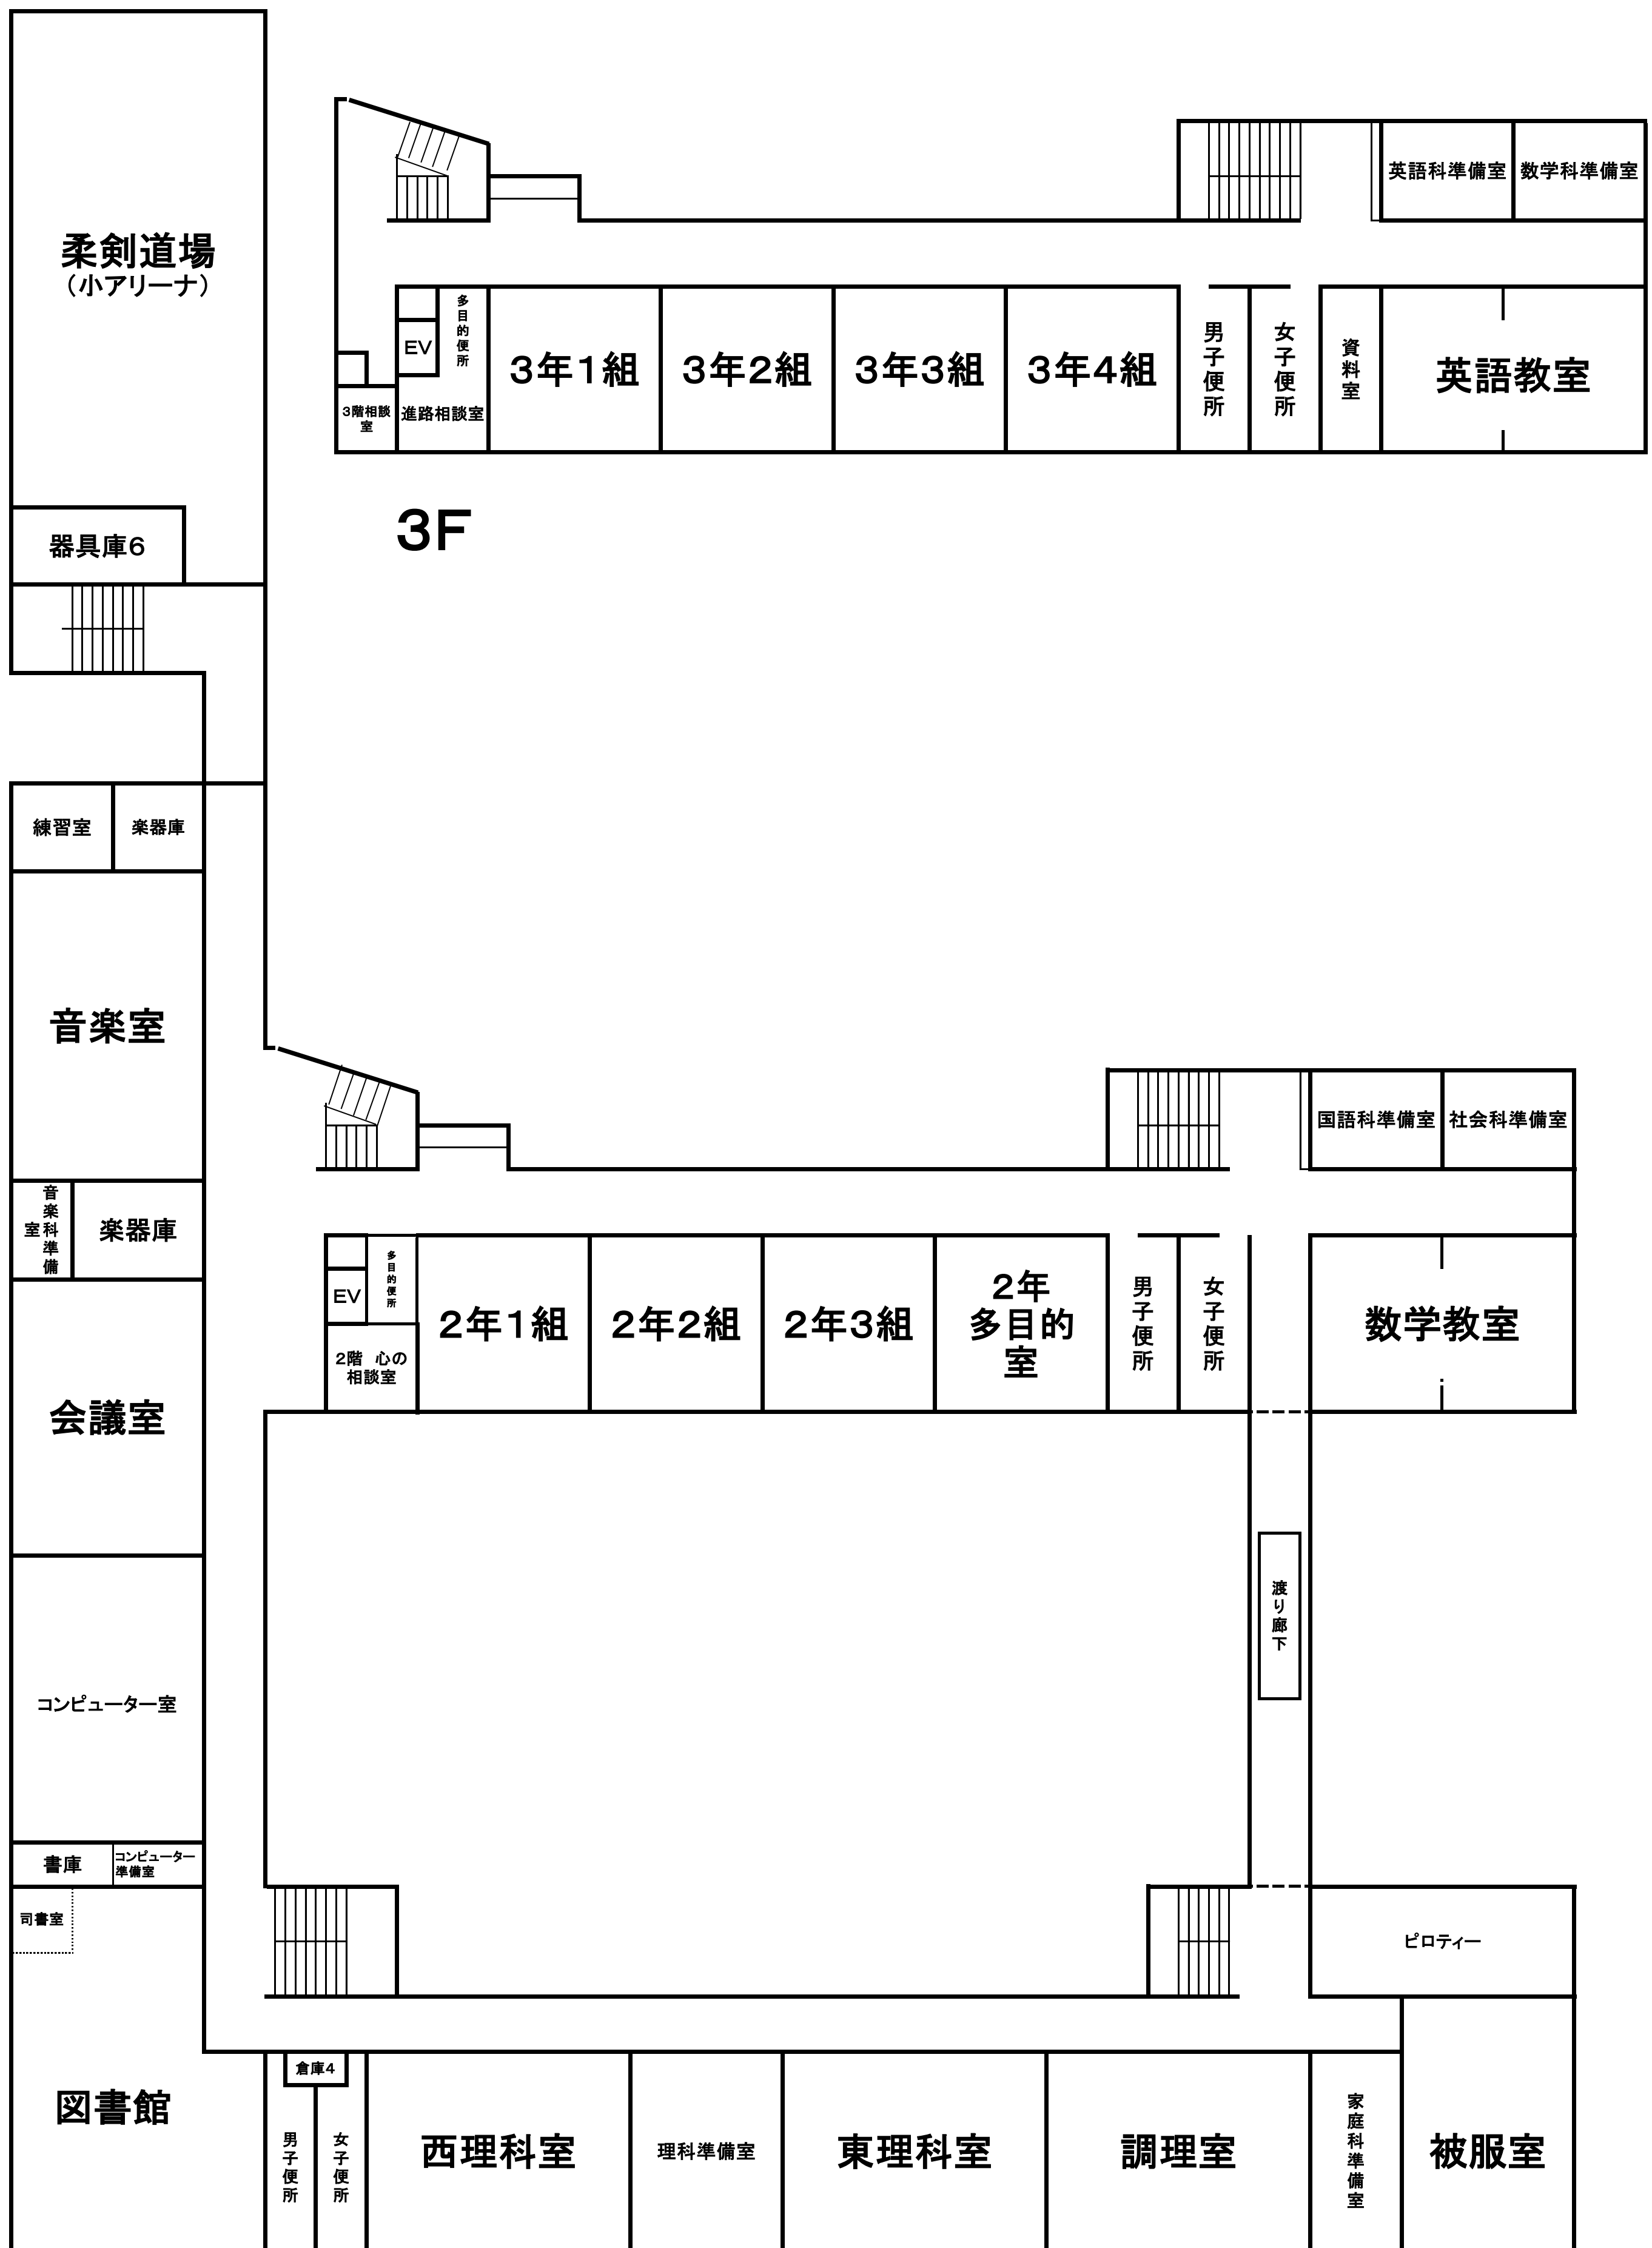 柔剣道場
（小アリーナ）
英語科準備室
数学科準備室
EV
多目的便所
3階相談
室
進路相談室
3年1組
3年2組
3年3組
3年4組
男子便所
女子便所
資料室
英語教室
3F
器具庫6
練習室
楽器庫
音楽室
国語科準備室
社会科準備室
音楽科準備
室
楽器庫
EV
多目的便所
2階　心の
相談室
2年1組
2年2組
2年3組
2年
多目的
室
男子便所
女子便所
数学教室
会議室
渡り廊下
コンピューター室
書庫
コンピューター
準備室
司書室
ピロティー
図書館
倉庫4
男子便所
女子便所
西理科室
理科準備室
東理科室
調理室
家庭科準備室
被服室